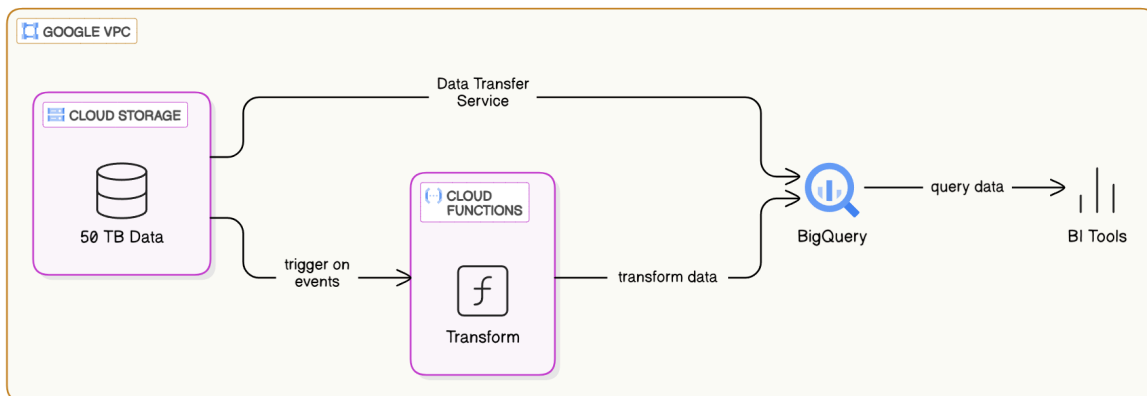 GOOGLE VPC
CLOUD STORAGE
50 TB Data
Data Transfer
Service
trigger on
events
CLOUD
FUNCTIONS
Transform
transform data
BigQuery
query data
BI Tools